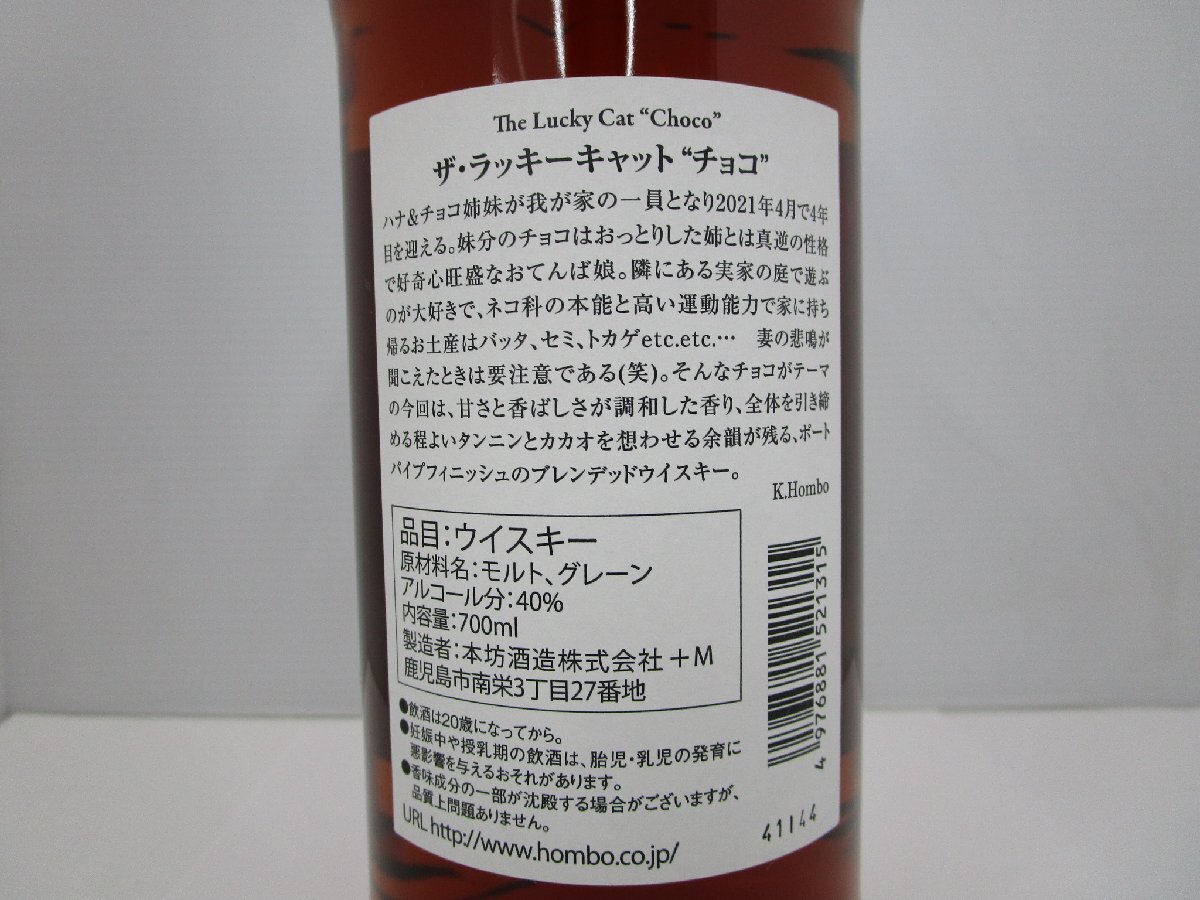 The Lucky Cat “Choco”
ザ・ラッキーキャット“チョコ”
ハナ&チョコ姉妹が我が家の一員となり2021年4月で4年
目を迎える。妹分のチョコはおっとりした姉とは真逆の性格
で好奇心旺盛なおてんば娘。隣にある実家の庭で遊ぶ
のが大好きで、ネコ科の本能と高い運動能力で家に持ち
帰るお土産はバッタ、セミ、トカゲetc.etc.… 妻の悲鳴が
聞こえたときは要注意である(笑)。そんなチョコがテーマ
の今回は、甘さと香ばしさが調和した香り、全体を引き締
める程よいタンニンとカカオを想わせる余韻が残る、ポート
パイプフィニッシュのブレンデッドウイスキー。
K.Hombo
品目:ウイスキー
原材料名:モルト、グレーン
アルコール分:40%
内容量:700ml
製造者:本坊酒造株式会社+M
鹿児島市南栄3丁目27番地
●飲酒は20歳になってから。
●妊娠中や授乳期の飲酒は、胎児・乳児の発育に
悪影響を与えるおそれがあります。
●香味成分の一部が沈殿する場合がございますが、
品質上問題ありません。
URL http://www.hombo.co.jp/
4 976881 521315
41144